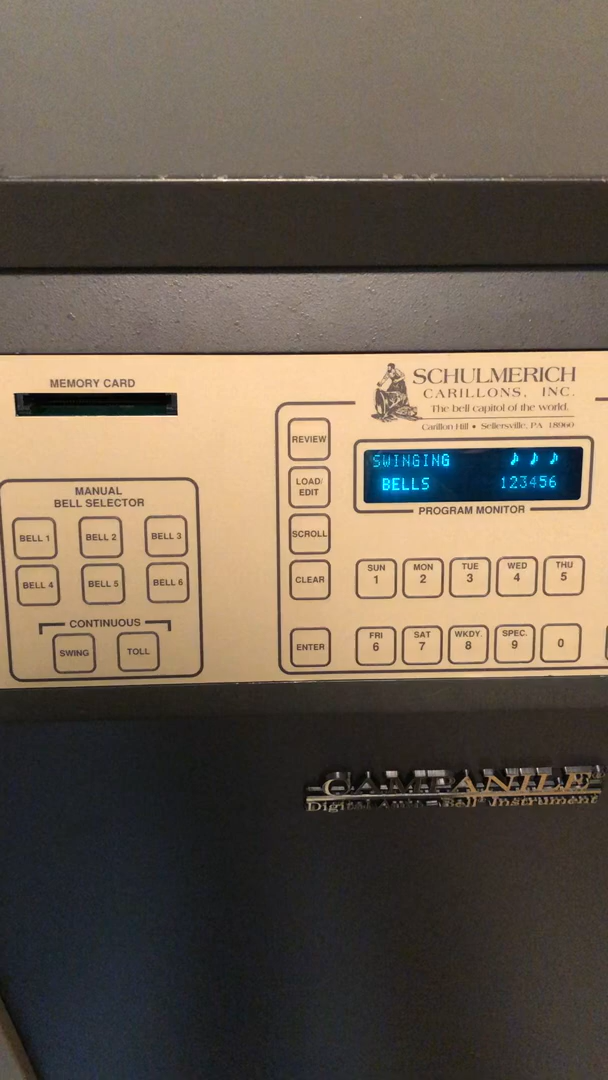 MEMORY CARD
MANUAL
BELL SELECTOR
BELL 1 BELL 2 BELL 3
BELL 4 BELL 5 BELL 6
CONTINUOUS
SWING TOLL
SCHULMERICH
CARILLONS, INC.
The bell capitol of the world.
Carillon Hill • Sellersville, PA 18960
REVIEW
LOAD/
EDIT
SCROLL
CLEAR
ENTER
SWINGING ♪ ♪ ♪
BELLS 123456
PROGRAM MONITOR
SUN MON TUE WED THU
1 2 3 4 5
FRI SAT WKDY. SPEC.
6 7 8 9 0
CAMPANILE
Digital Bell Instrument